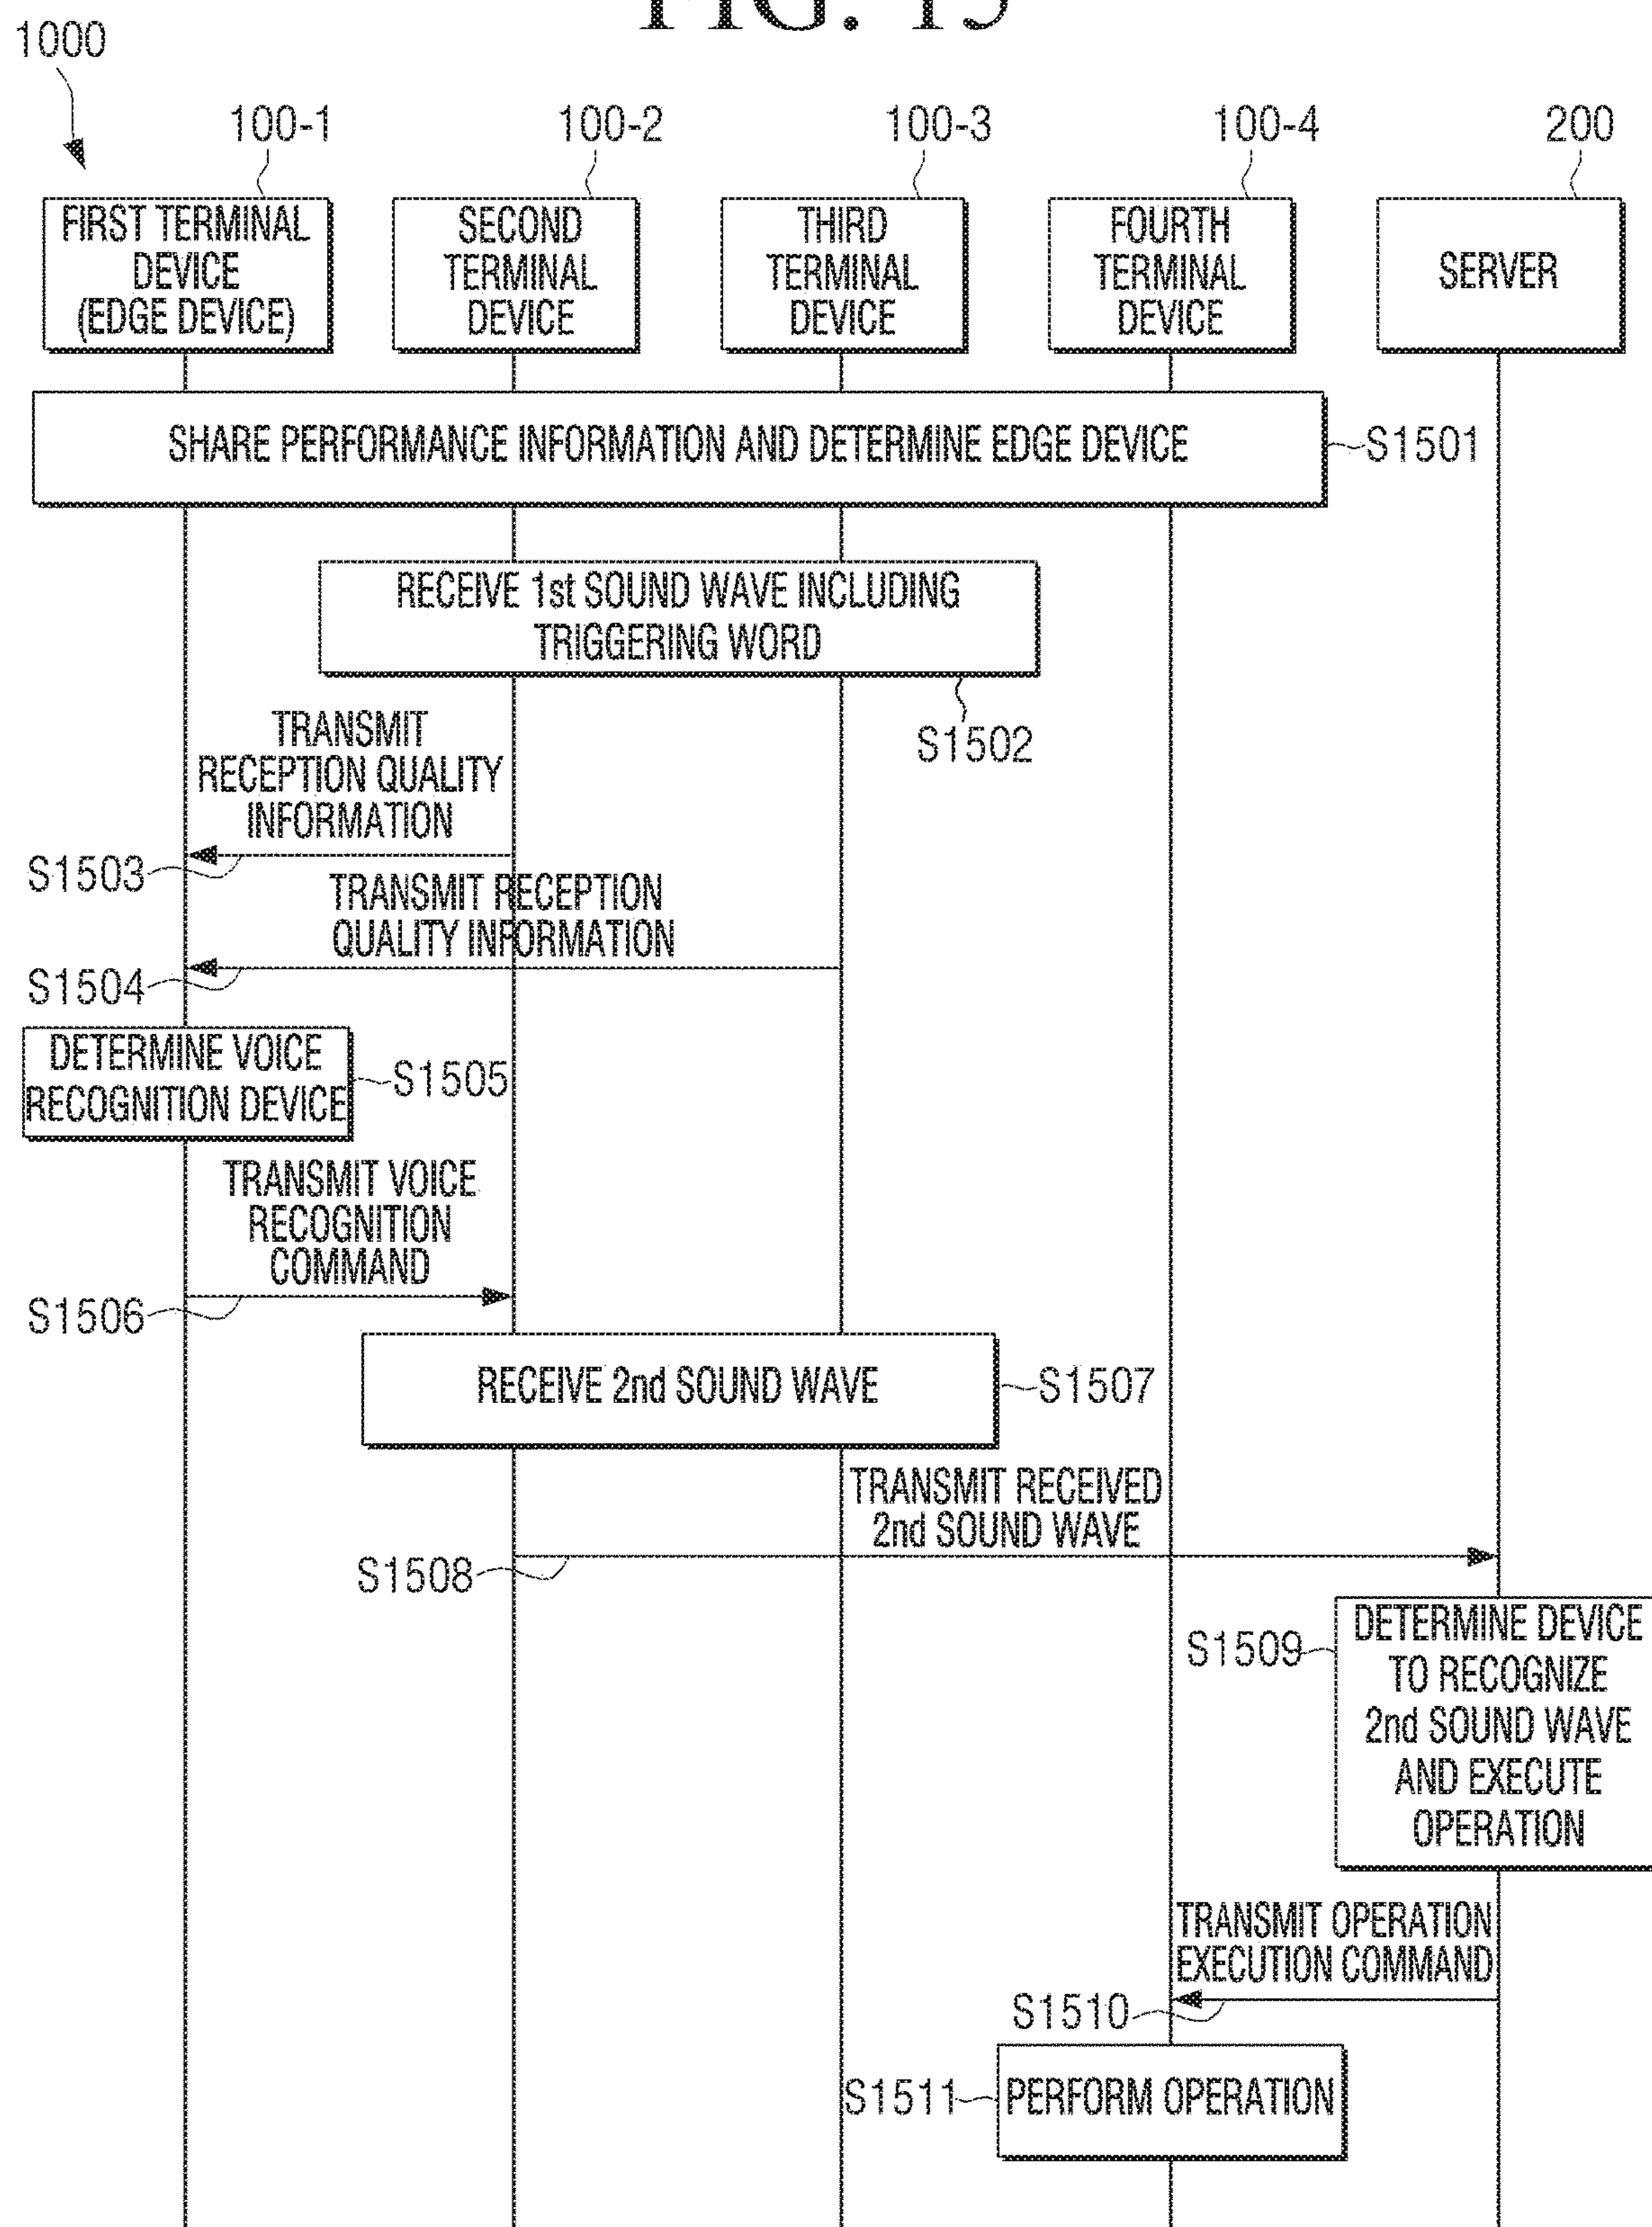 FIG. 15
1000
100-1
100-2
100-3
100-4
200
FIRST TERMINAL
DEVICE
(EDGE DEVICE)
SECOND
TERMINAL
DEVICE
THIRD
TERMINAL
DEVICE
FOURTH
TERMINAL
DEVICE
SERVER
SHARE PERFORMANCE INFORMATION AND DETERMINE EDGE DEVICE
S1501
RECEIVE 1st SOUND WAVE INCLUDING
TRIGGERING WORD
S1502
TRANSMIT
RECEPTION QUALITY
INFORMATION
S1503
TRANSMIT RECEPTION
QUALITY INFORMATION
S1504
DETERMINE VOICE
RECOGNITION DEVICE
S1505
TRANSMIT VOICE
RECOGNITION
COMMAND
S1506
RECEIVE 2nd SOUND WAVE
S1507
TRANSMIT RECEIVED
2nd SOUND WAVE
S1508
S1509
DETERMINE DEVICE
TO RECOGNIZE
2nd SOUND WAVE
AND EXECUTE
OPERATION
TRANSMIT OPERATION
EXECUTION COMMAND
S1510
S1511
PERFORM OPERATION